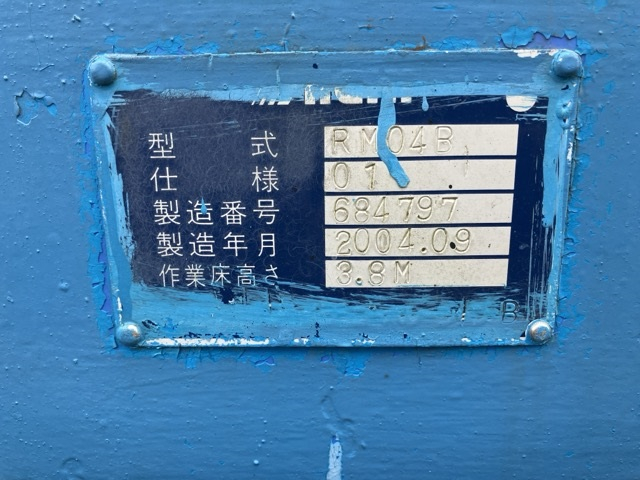 型式 RM04B
仕様 01
製造番号 684797
製造年月 2004.09
作業床高さ 3.8M